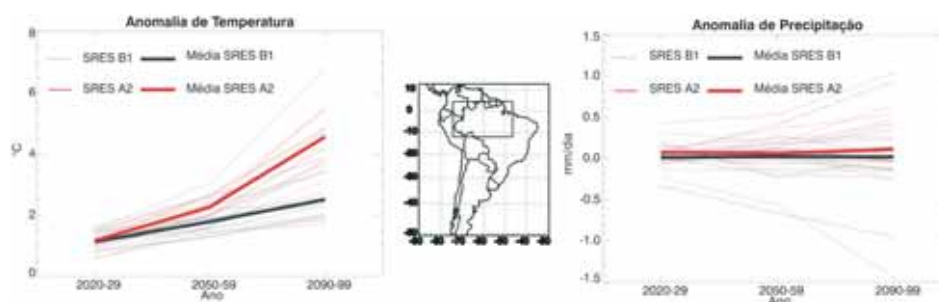 Anomalia de Temperatura
8
SRES B1 Média SRES B1
SRES A2 Média SRES A2
6
°C
4
2
0
2020-29 2050-59 2090-99
Ano
10
0
-10
Anomalia de Precipitação
1.5
SRES B1 Média SRES B1
1.0
SRES A2 Média SRES A2
0.5
mm/dia
0.0
-0.5
-1.0
-1.5
2020-29 2050-59 2090-99
Ano